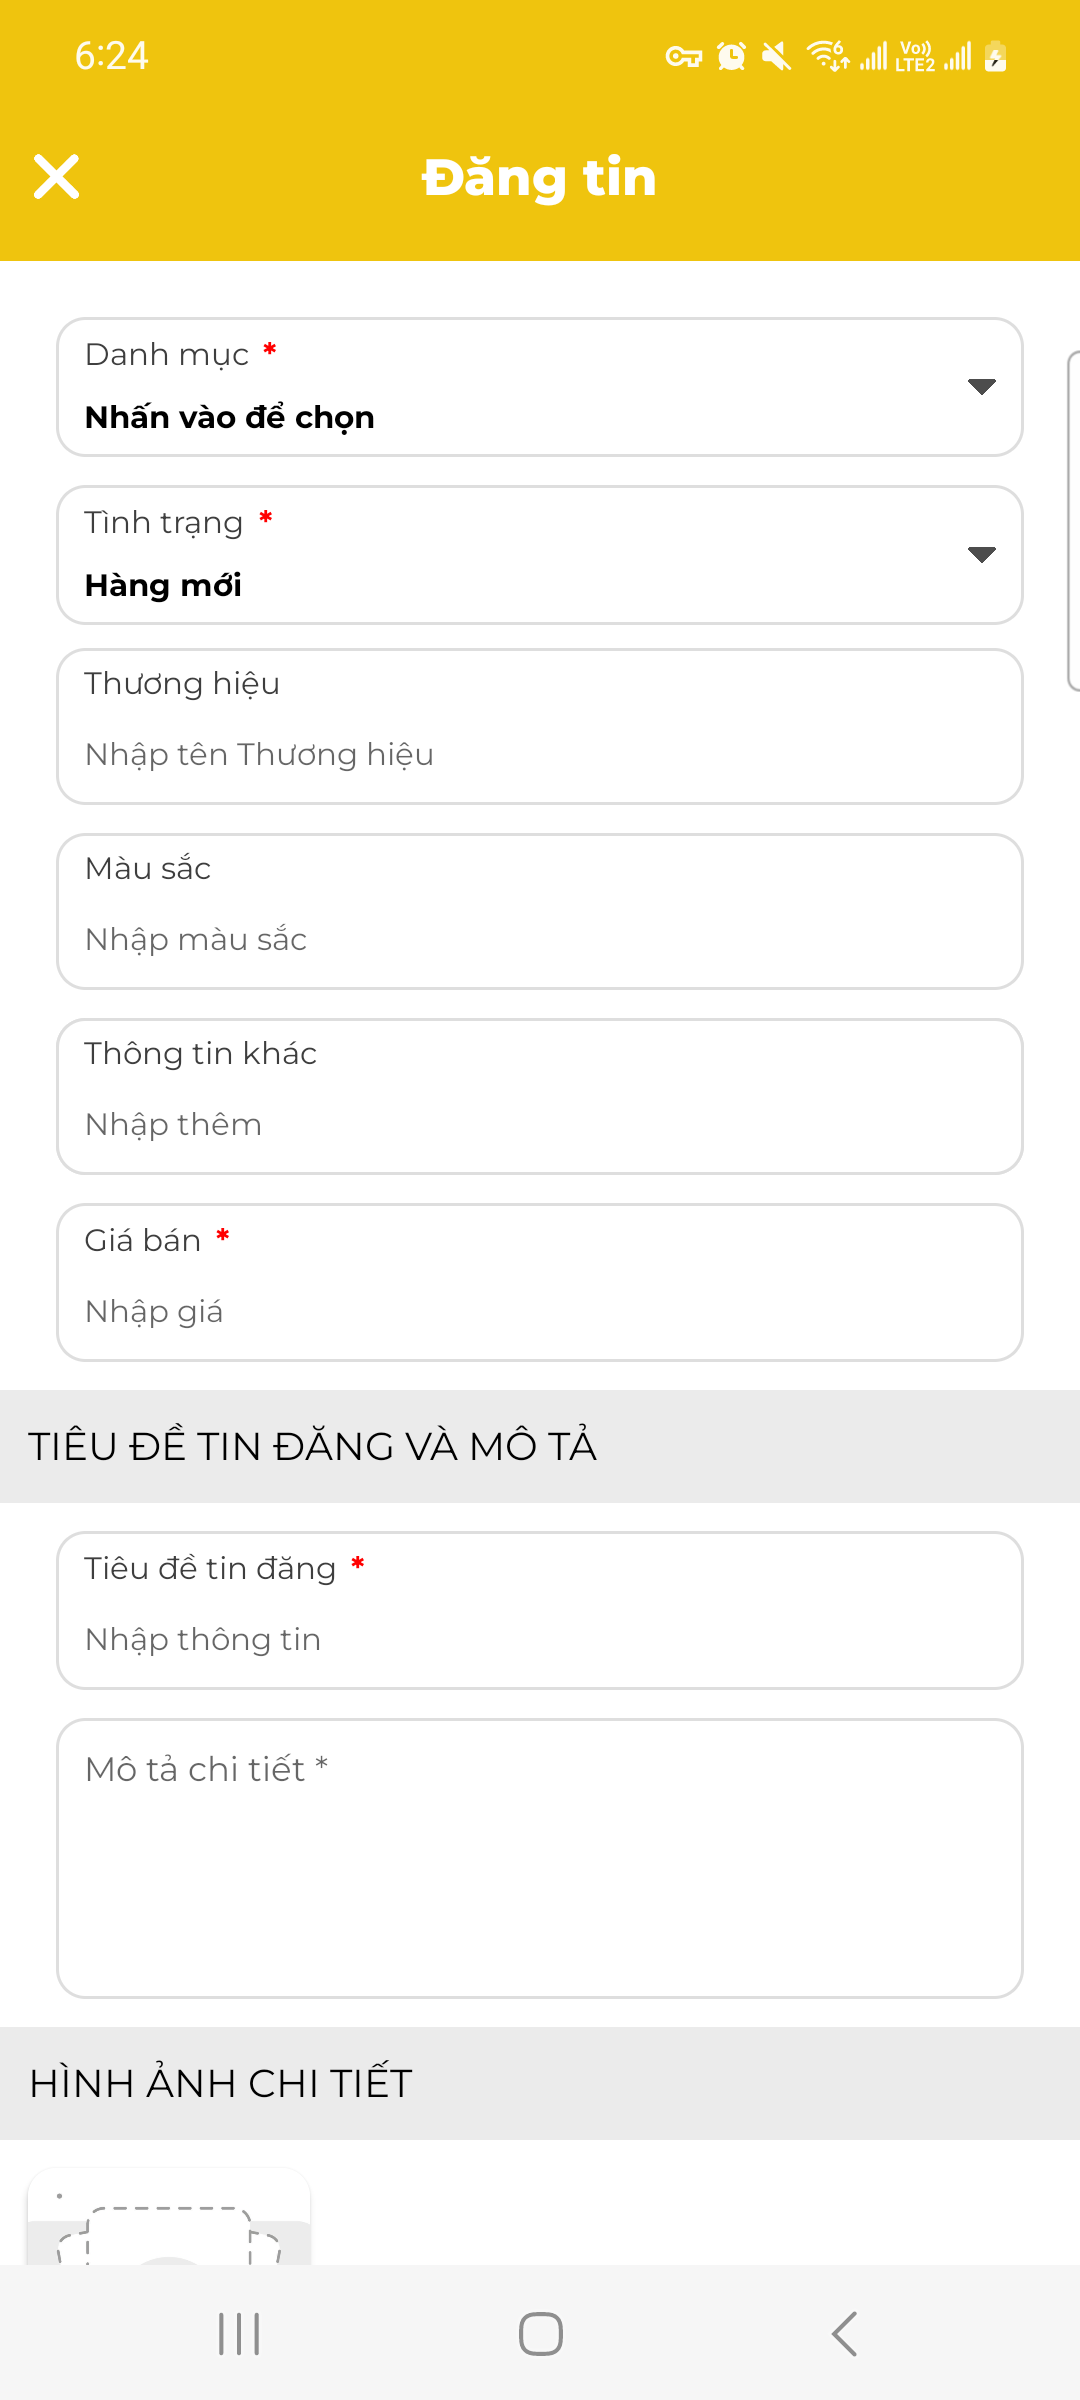 6:24
Vo))
LTE2
6
Đăng tin
Danh mục *
Nhấn vào để chọn
Tình trạng *
Hàng mới
Thương hiệu
Nhập tên Thương hiệu
Màu sắc
Nhập màu sắc
Thông tin khác
Nhập thêm
Giá bán *
Nhập giá
TIÊU ĐỀ TIN ĐĂNG VÀ MÔ TẢ
Tiêu đề tin đăng *
Nhập thông tin
Mô tả chi tiết *
HÌNH ẢNH CHI TIẾT